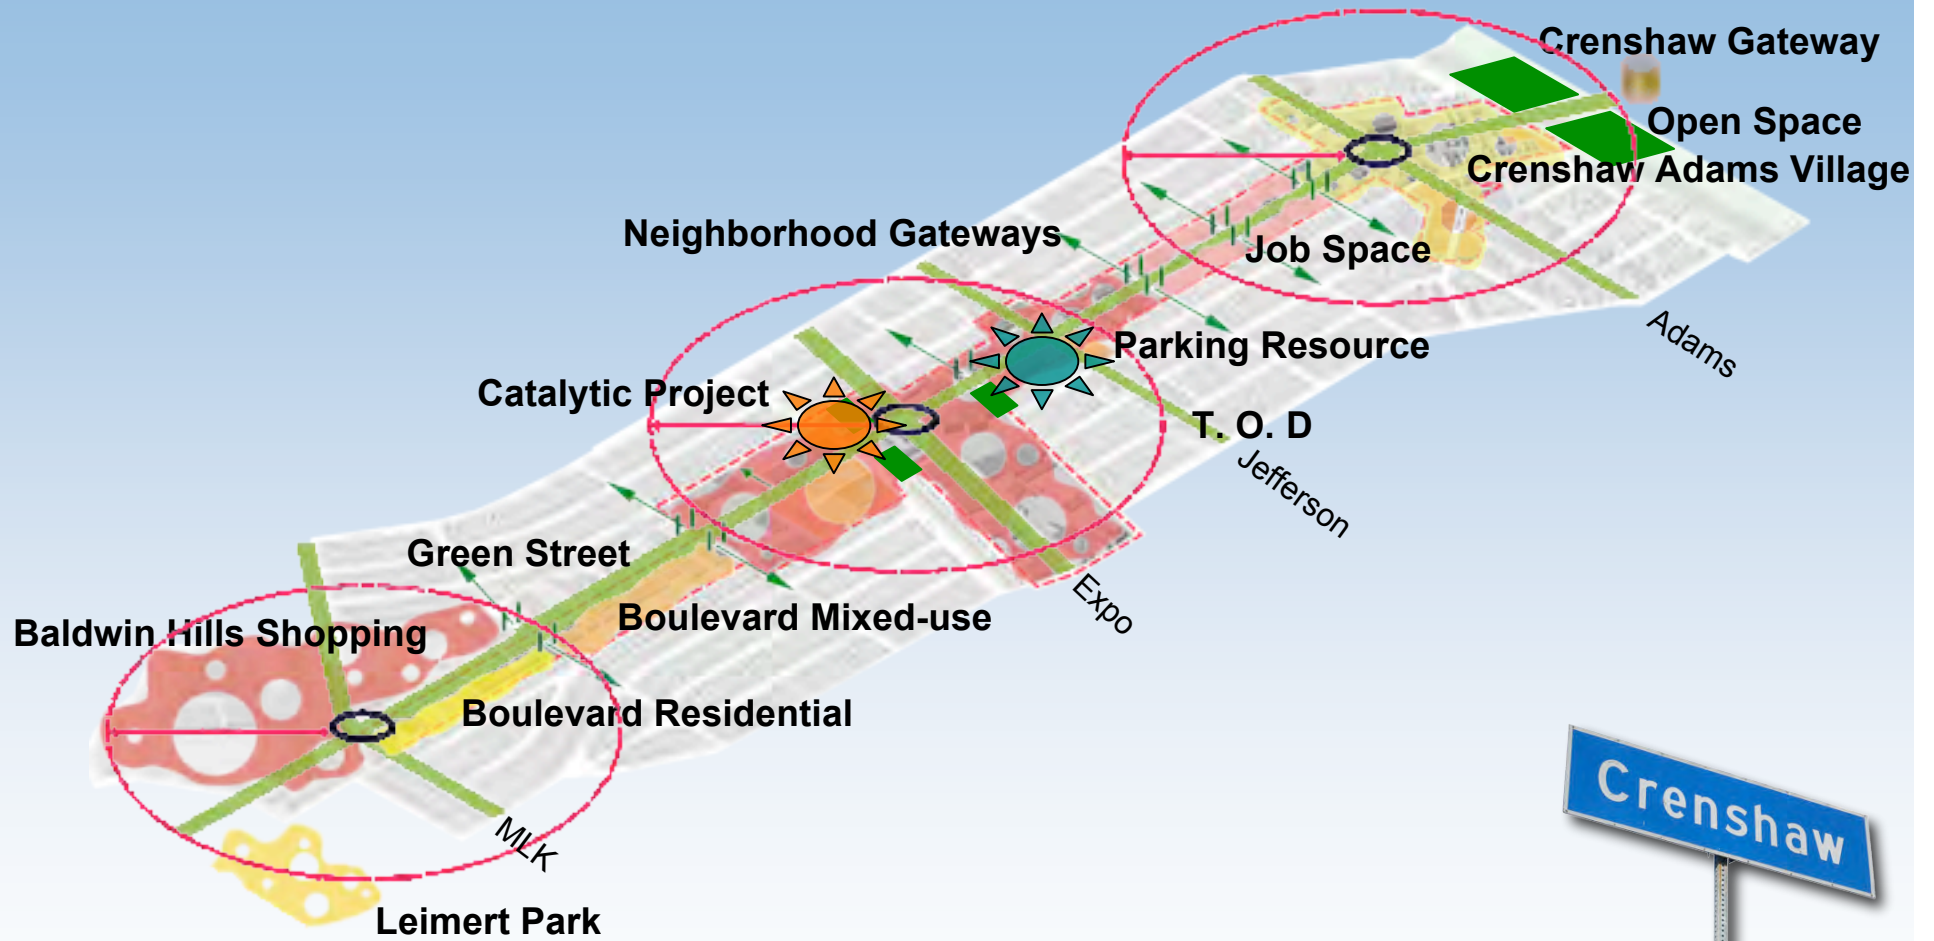 Crenshaw Gateway
Open Space
Crenshaw Adams Village
Neighborhood Gateways
Job Space
Adams
Parking Resource
Catalytic Project
T. O. D
Jefferson
Green Street
Expo
Boulevard Mixed-use
Baldwin Hills Shopping
Boulevard Residential
MLK
Leimert Park
Crenshaw